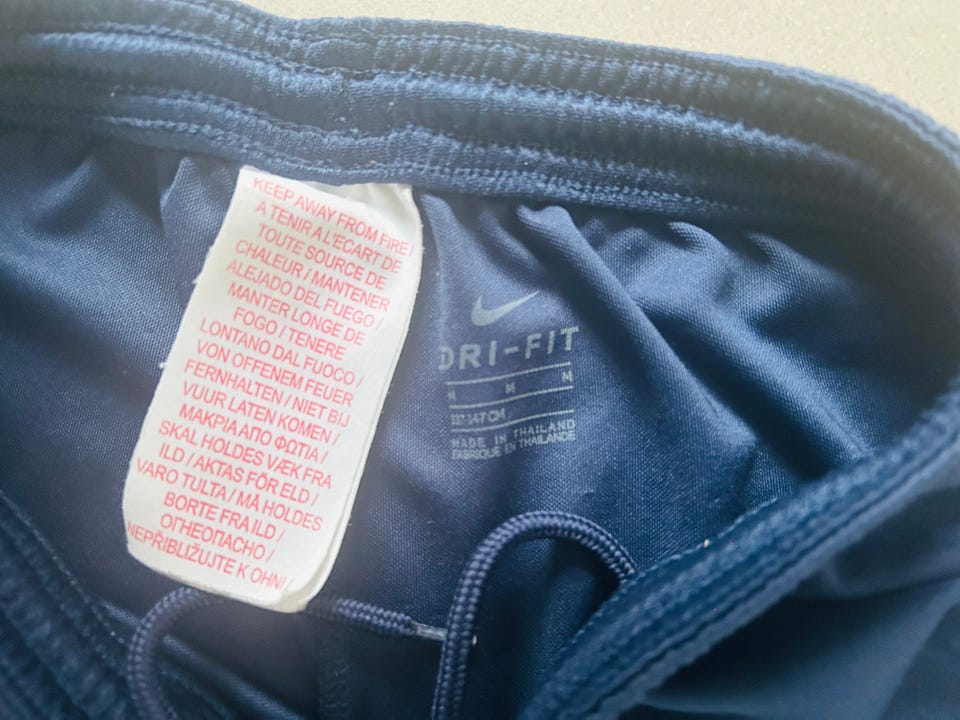 KEEP AWAY FROM FIRE /
A TENIR A L'ECART DE
TOUTE SOURCE DE
CHALEUR / MANTENER
ALEJADO DEL FUEGO /
MANTER LONGE DE
FOGO / TENERE
LONTANO DAL FUOCO /
VON OFFENEM FEUER
FERNHALTEN / NIET BIJ
VUUR LATEN KOMEN /
ΜΑΚΡΙΑ ΑΠΟ ΦΩΤΙΑ /
SKAL HOLDES VÆK FRA
ILD / AKTAS FÖR ELD /
VARO TULTA / MÅ HOLDES
BORTE FRA ILD /
ОГНЕОПАСНО /
NEPŘIBLIŽUJTE K OHNI /
DRI-FIT
M M M
137-147 CM
MADE IN THAILAND
FABRIQUE EN THAILANDE